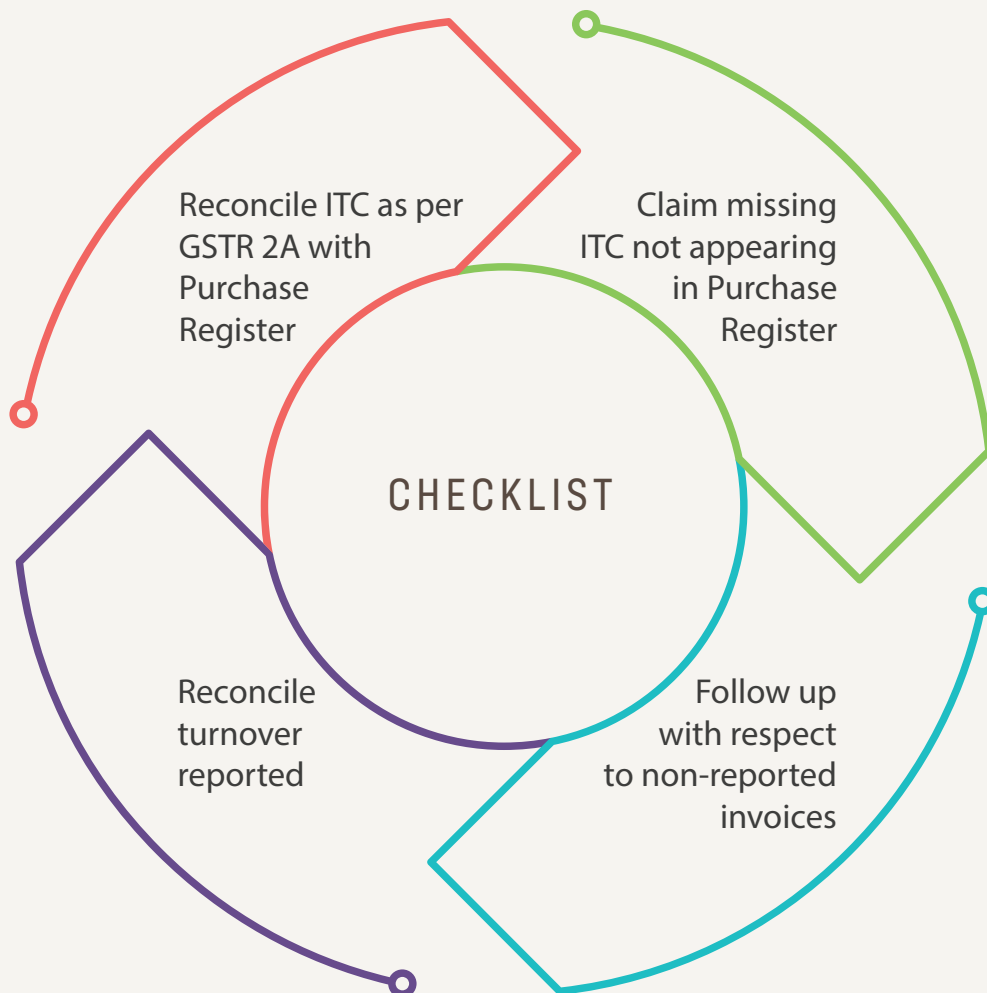 Reconcile ITC as per
GSTR 2A with
Purchase
Register
Claim missing
ITC not appearing
in Purchase
Register
CHECKLIST
Reconcile
turnover
reported
Follow up
with respect
to non-reported
invoices